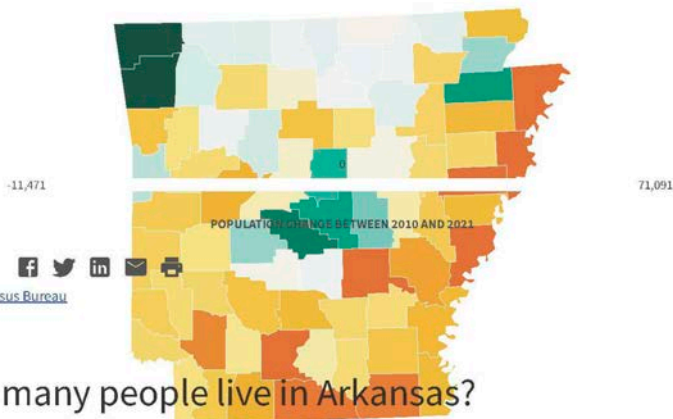 0
-11,471
71,091
POPULATION CHANGE BETWEEN 2010 AND 2021
sus Bureau
many people live in Arkansas?